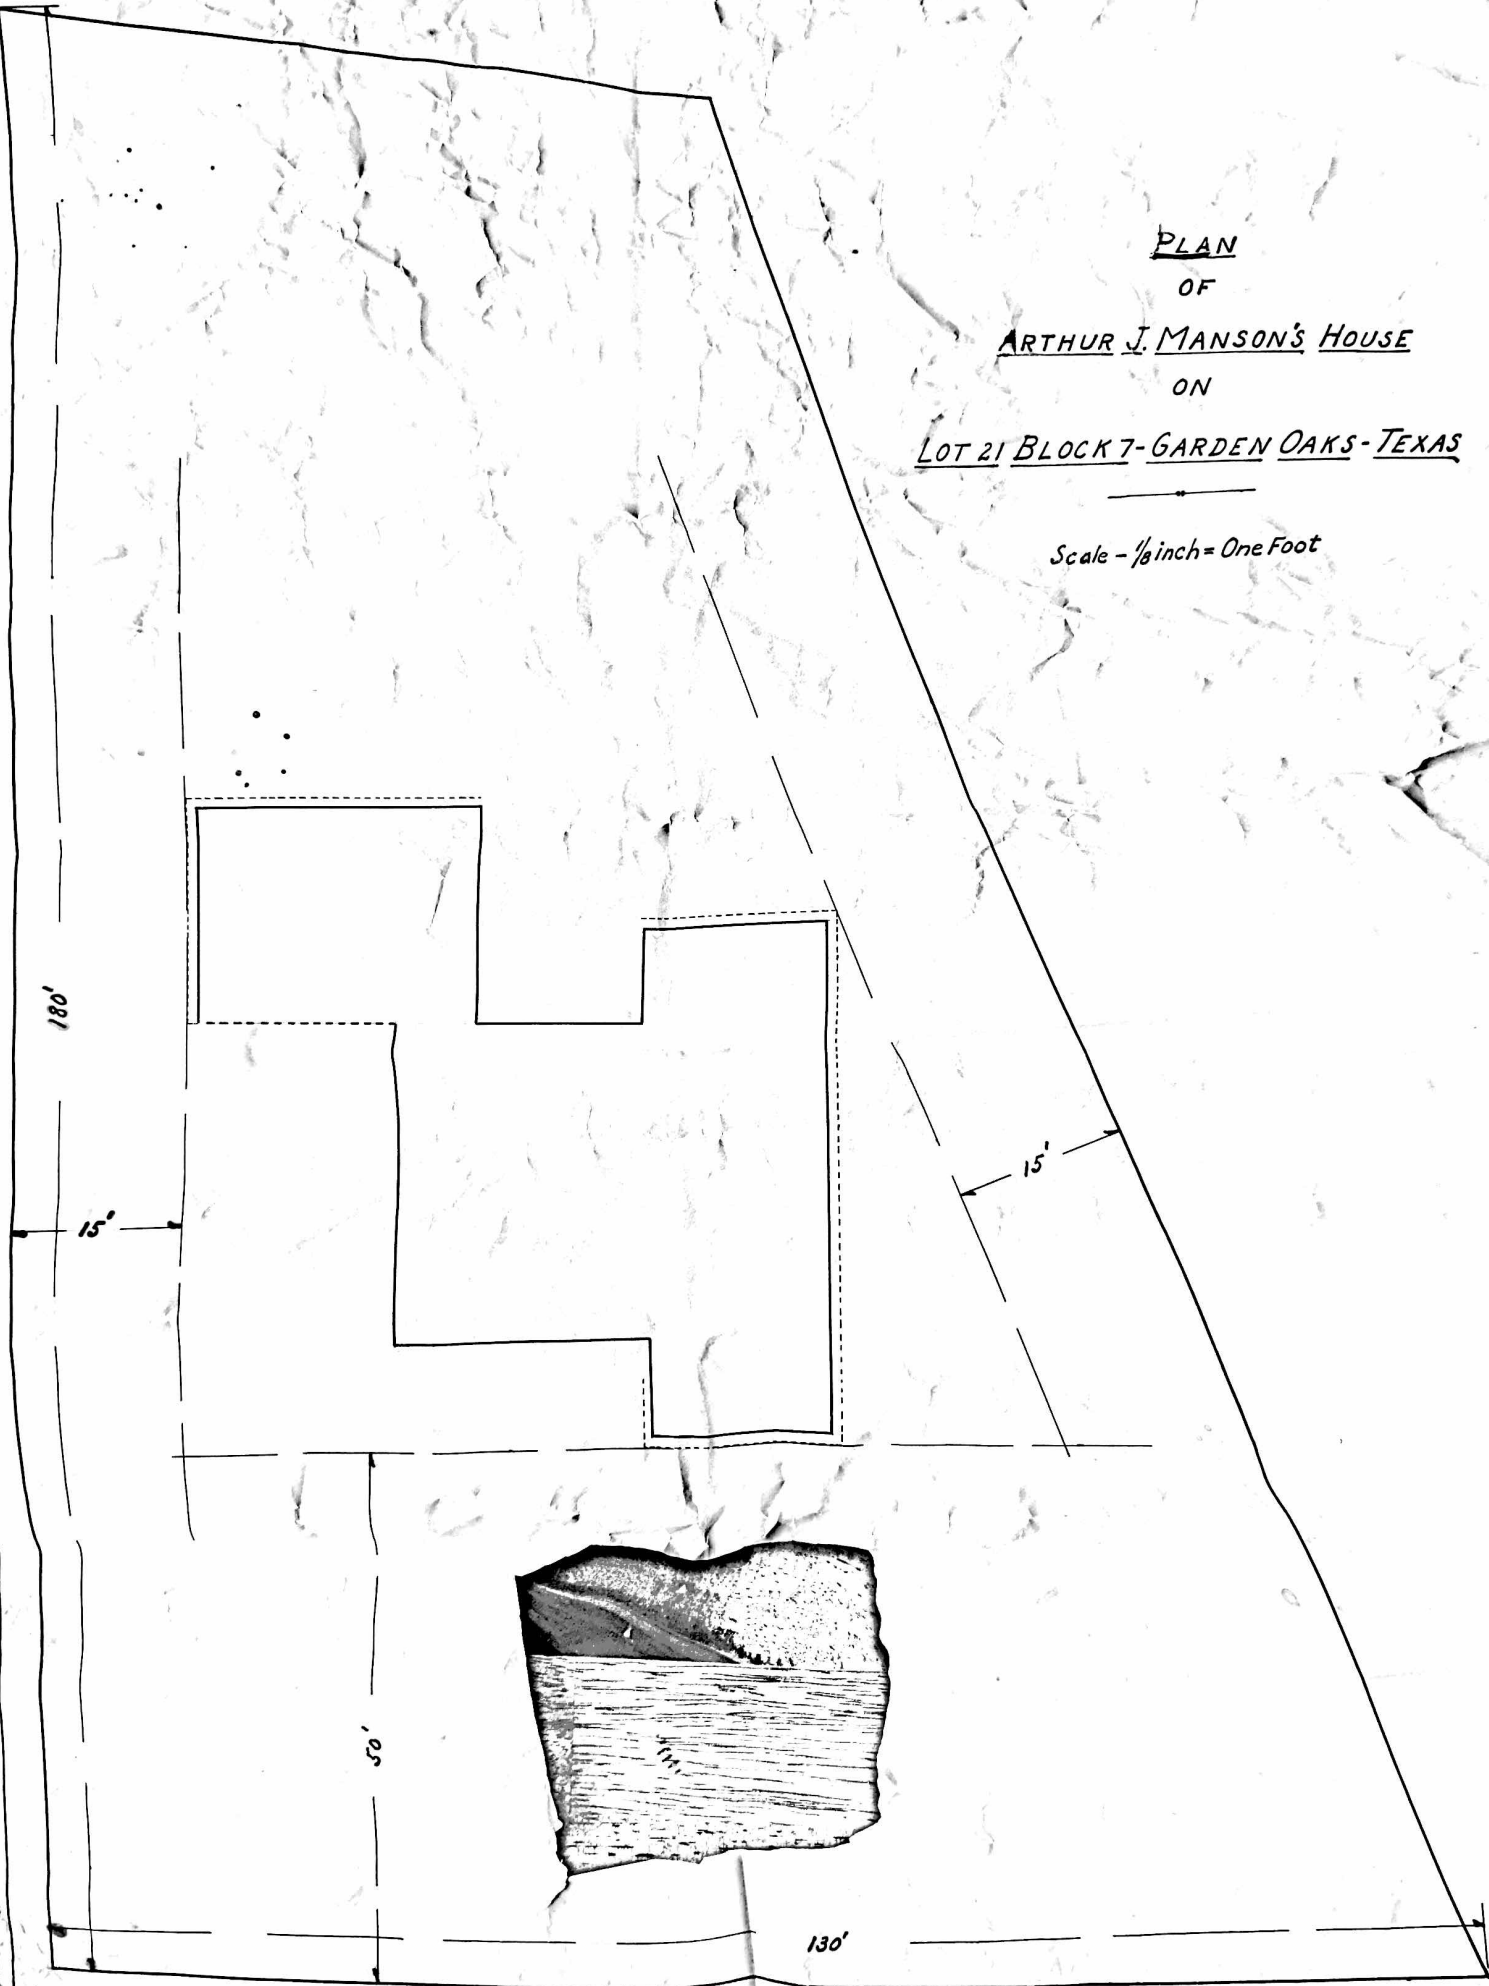 PLAN
OF
ARTHUR J. MANSON'S HOUSE
ON
LOT 21 BLOCK 7-GARDEN OAKS-TEXAS
Scale - 1/8 inch = One Foot
180'
15'
15'
50'
130'